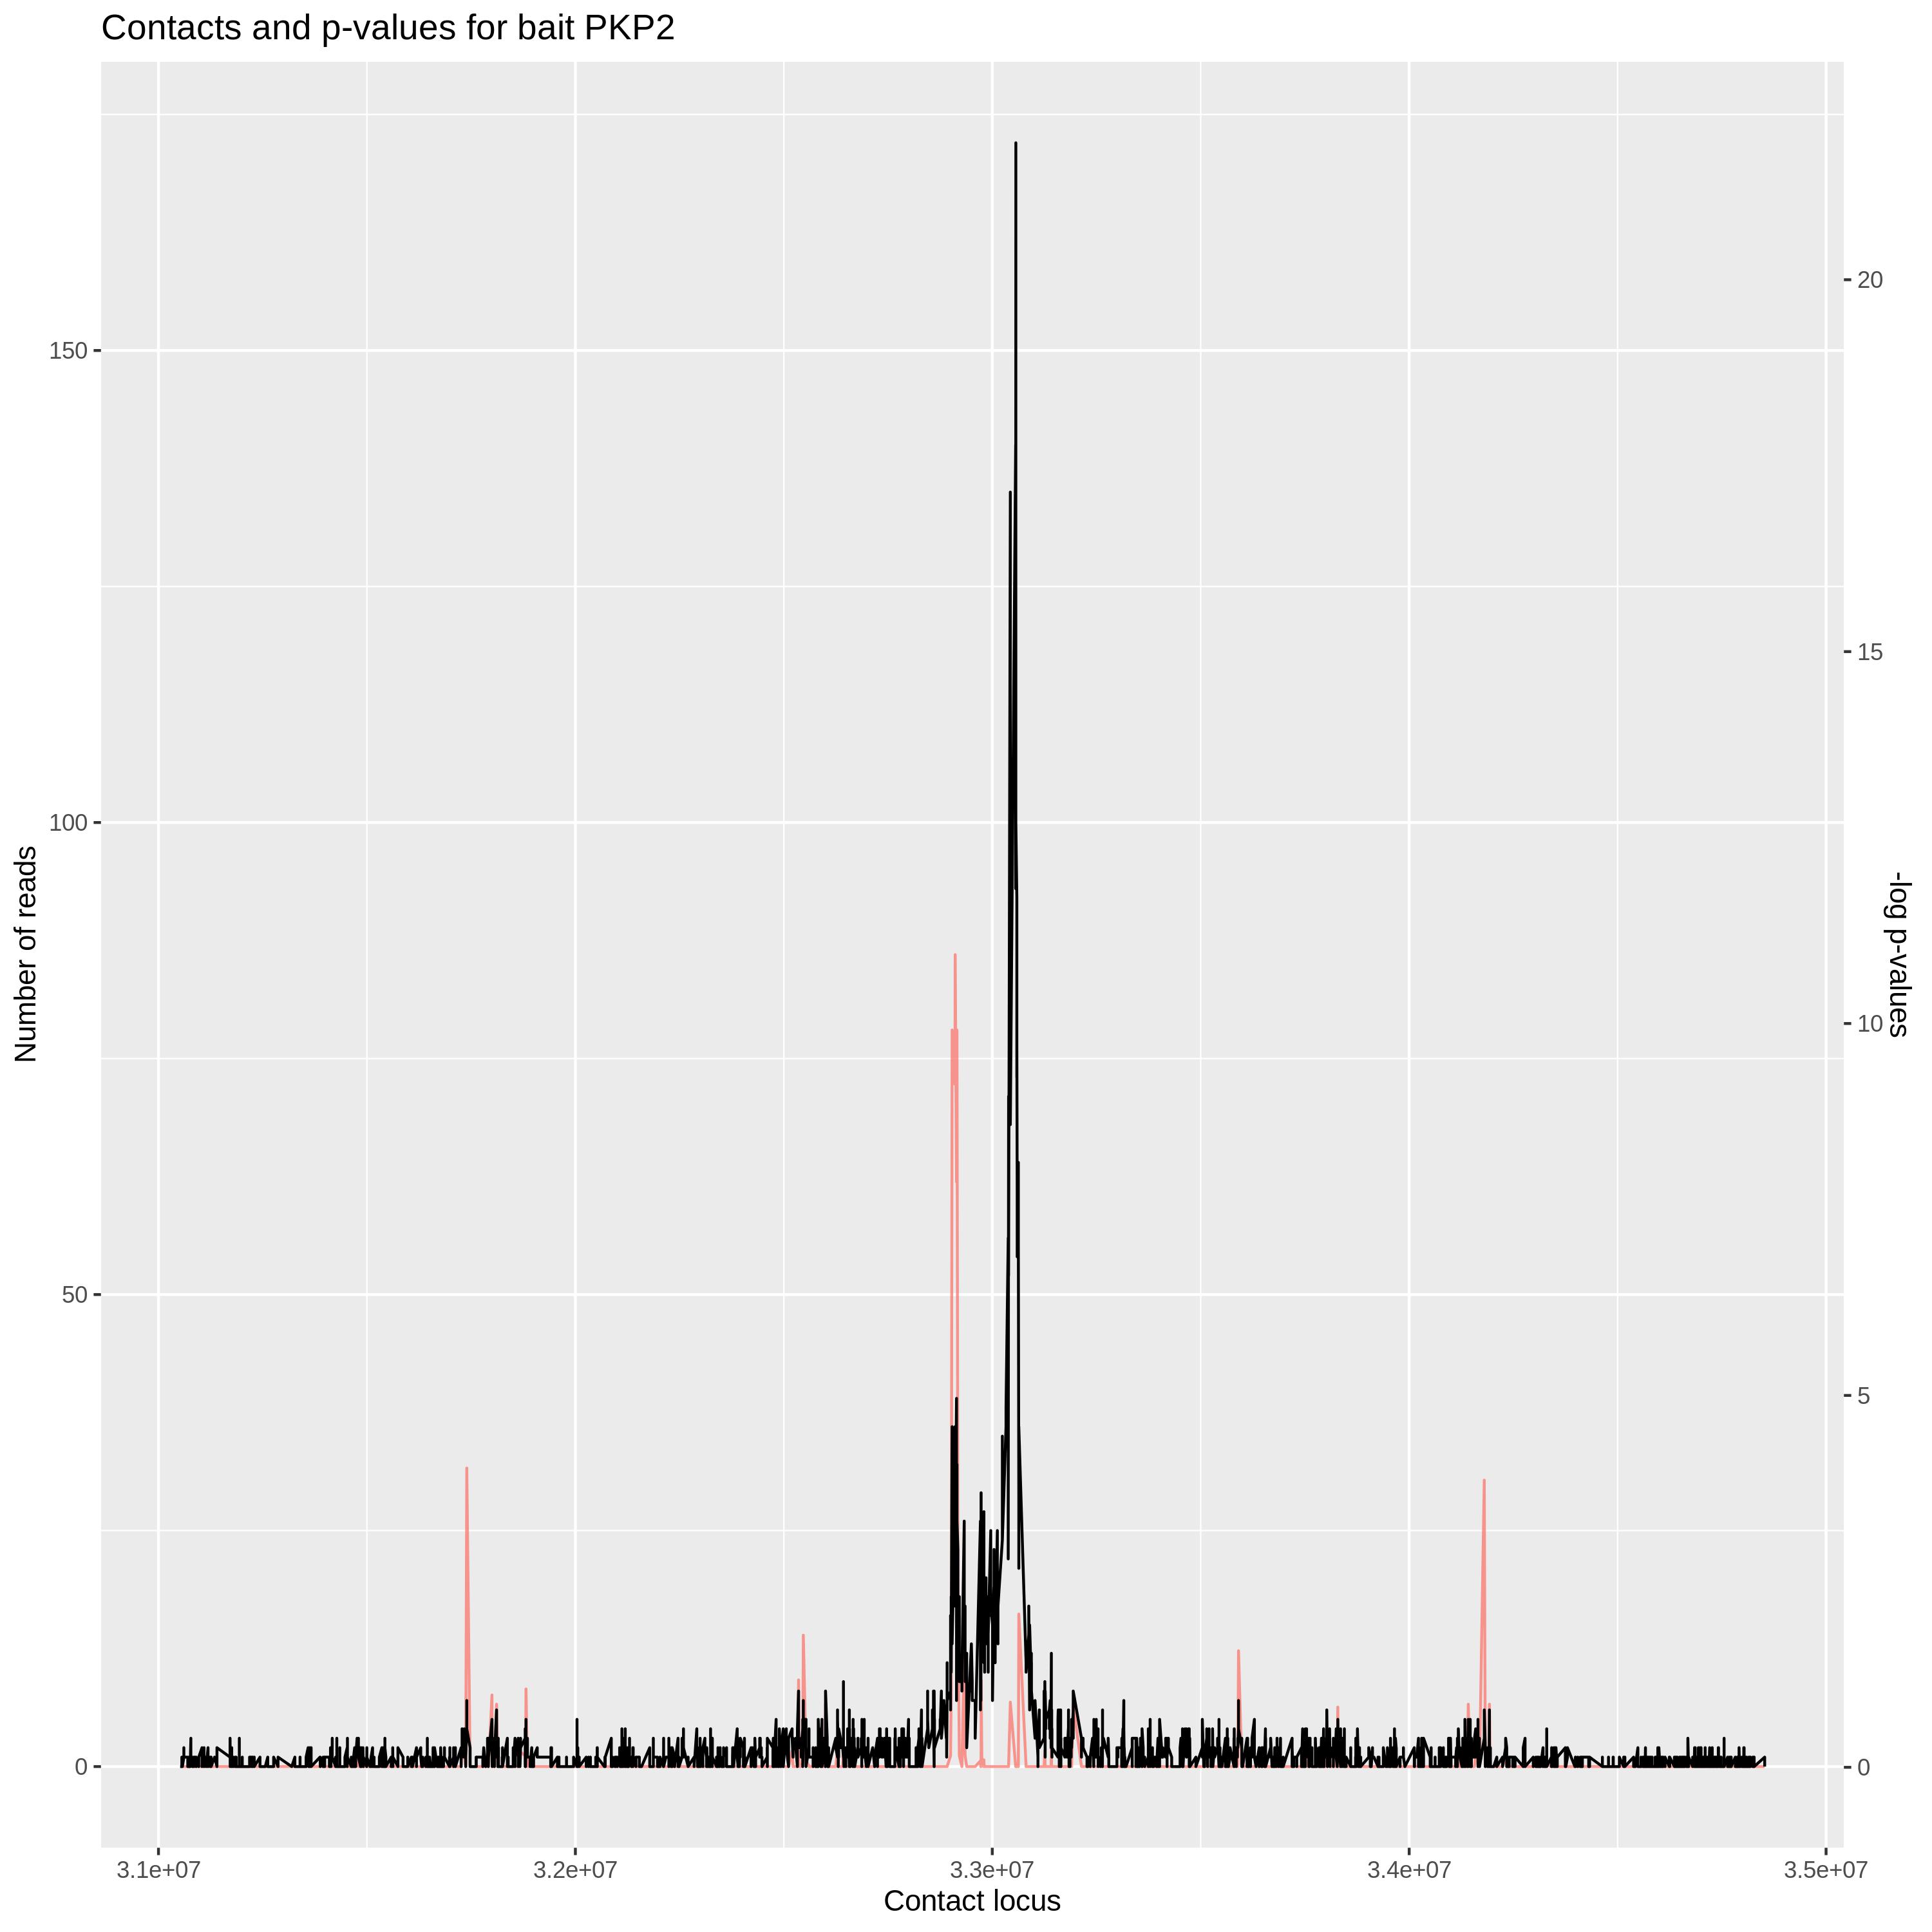 Contacts and p-values for bait PKP2
150
100
50
0
Number of reads
20
15
10
5
0
-log p-values
3.1e+07 3.2e+07 3.3e+07 3.4e+07 3.5e+07
Contact locus